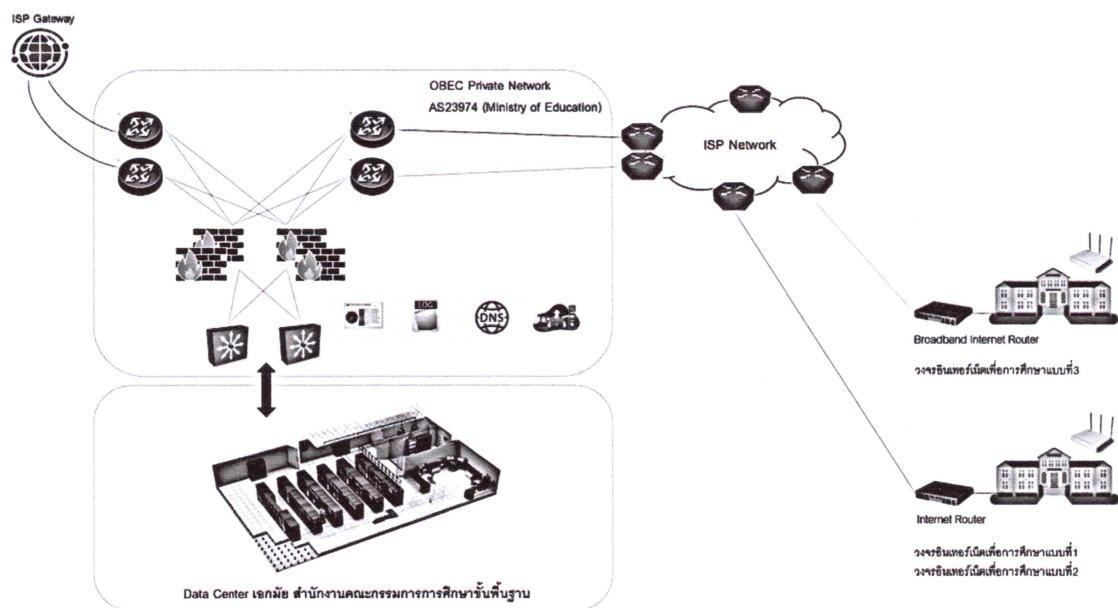 ISP Gateway
OBEC Private Network
AS23974 (Ministry of Education)
ISP Network
LOG
DNS
Broadband Internet Router
วงจรอินเทอร์เน็ตเพื่อการศึกษาแบบที่3
Internet Router
วงจรอินเทอร์เน็ตเพื่อการศึกษาแบบที่1
วงจรอินเทอร์เน็ตเพื่อการศึกษาแบบที่2
Data Center เอกมัย สำนักงานคณะกรรมการการศึกษาขั้นพื้นฐาน